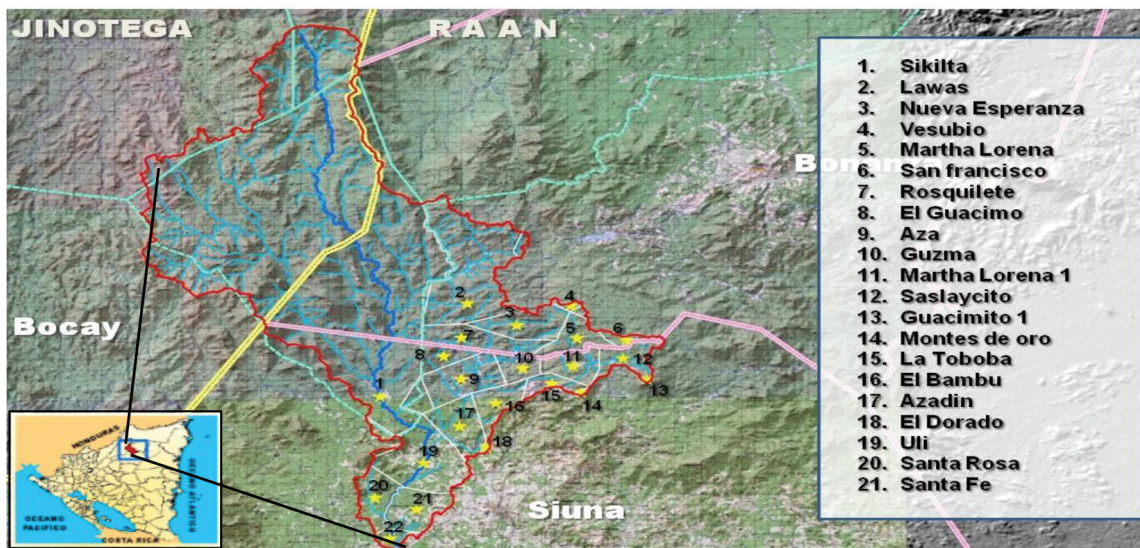 JINOTEGA
R A A N
Bonanza
Bocay
Siuna
1. Sikilta
2. Lawas
3. Nueva Esperanza
4. Vesubio
5. Martha Lorena
6. San francisco
7. Rosquilete
8. El Guacimo
9. Aza
10. Guzma
11. Martha Lorena 1
12. Saslaycito
13. Guacimito 1
14. Montes de oro
15. La Toboba
16. El Bambu
17. Azadin
18. El Dorado
19. Uli
20. Santa Rosa
21. Santa Fe
2
4
3
7
5
6
8
10
11
12
9
13
1
15
14
16
17
18
19
20
21
22
HONDURAS
OCEANO ATLANTICO
OCEANO
PACIFICO
COSTA RICA